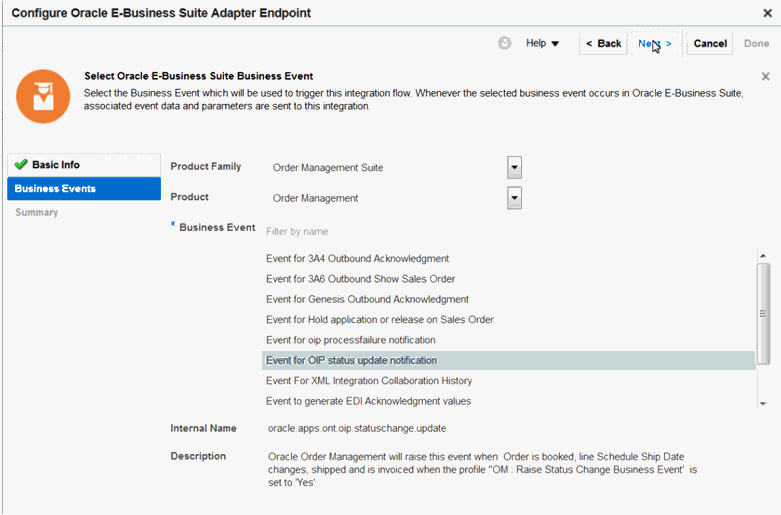 Configure Oracle E-Business Suite Adapter Endpoint
Help
< Back
Next >
Cancel
Done
Select Oracle E-Business Suite Business Event
Select the Business Event which will be used to trigger this integration flow. Whenever the selected business event occurs in Oracle E-Business Suite,
associated event data and parameters are sent to this integration.
Basic Info
Business Events
Summary
Product Family
Order Management Suite
Product
Order Management
* Business Event
Filter by name
Event for 3A4 Outbound Acknowledgment
Event for 3A6 Outbound Show Sales Order
Event for Genesis Outbound Acknowledgment
Event for Hold application or release on Sales Order.
Event for oip processfailure notification
Event for OIP status update notification
Event For XML Integration Collaboration History
Event to generate EDI Acknowledgment values
Internal Name
oracle.apps.ont.oip.statuschange.update
Description
Oracle Order Management will raise this event when Order is booked, line Schedule Ship Date
changes, shipped and is invoiced when the profile "OM : Raise Status Change Business Event' is
set to 'Yes'.